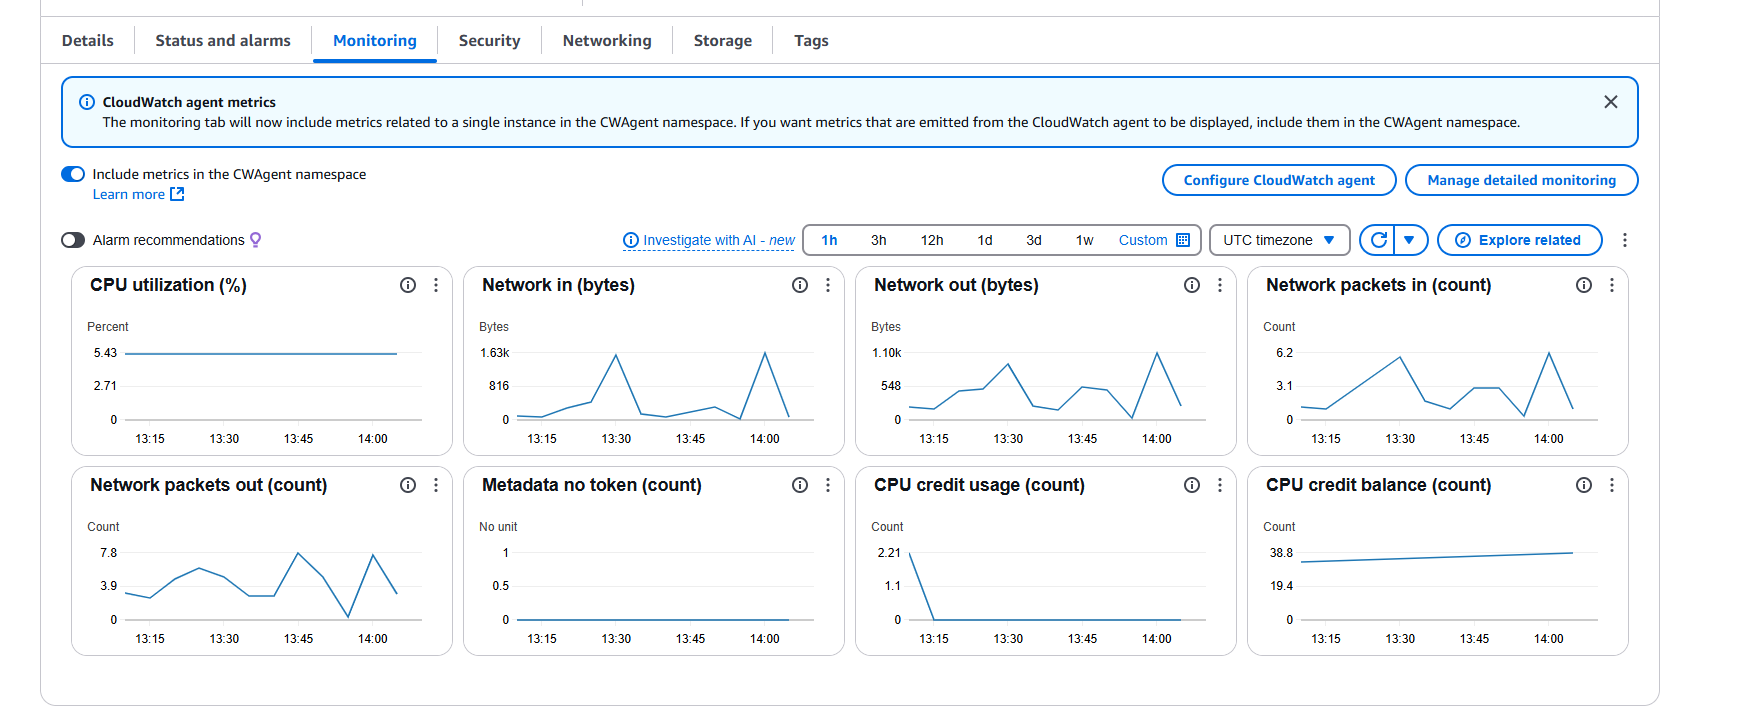 Details Status and alarms Monitoring Security Networking Storage Tags
CloudWatch agent metrics
The monitoring tab will now include metrics related to a single instance in the CWAgent namespace. If you want metrics that are emitted from the CloudWatch agent to be displayed, include them in the CWAgent namespace.
Include metrics in the CWAgent namespace
Learn more
Configure CloudWatch agent Manage detailed monitoring
Alarm recommendations
Investigate with AI - new 1h 3h 12h 1d 3d 1w Custom UTC timezone Explore related
CPU utilization (%)
Percent
5.43
2.71
0
13:15 13:30 13:45 14:00
Network in (bytes)
Bytes
1.63k
816
0
13:15 13:30 13:45 14:00
Network out (bytes)
Bytes
1.10k
548
0
13:15 13:30 13:45 14:00
Network packets in (count)
Count
6.2
3.1
0
13:15 13:30 13:45 14:00
Network packets out (count)
Count
7.8
3.9
0
13:15 13:30 13:45 14:00
Metadata no token (count)
No unit
1
0.5
0
13:15 13:30 13:45 14:00
CPU credit usage (count)
Count
2.21
1.1
0
13:15 13:30 13:45 14:00
CPU credit balance (count)
Count
38.8
19.4
0
13:15 13:30 13:45 14:00